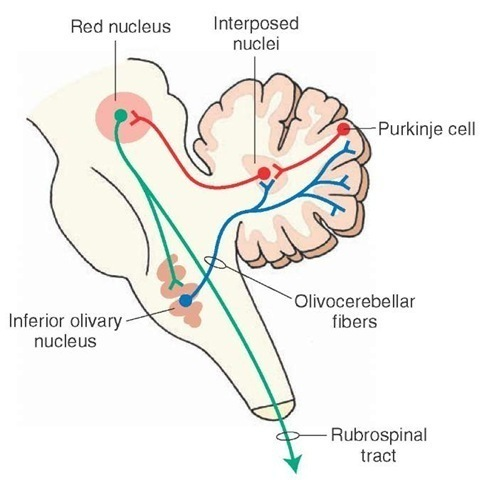 Red nucleus
Interposed
nuclei
Purkinje cell
Olivocerebellar
fibers
Inferior olivary
nucleus
Rubrospinal
tract